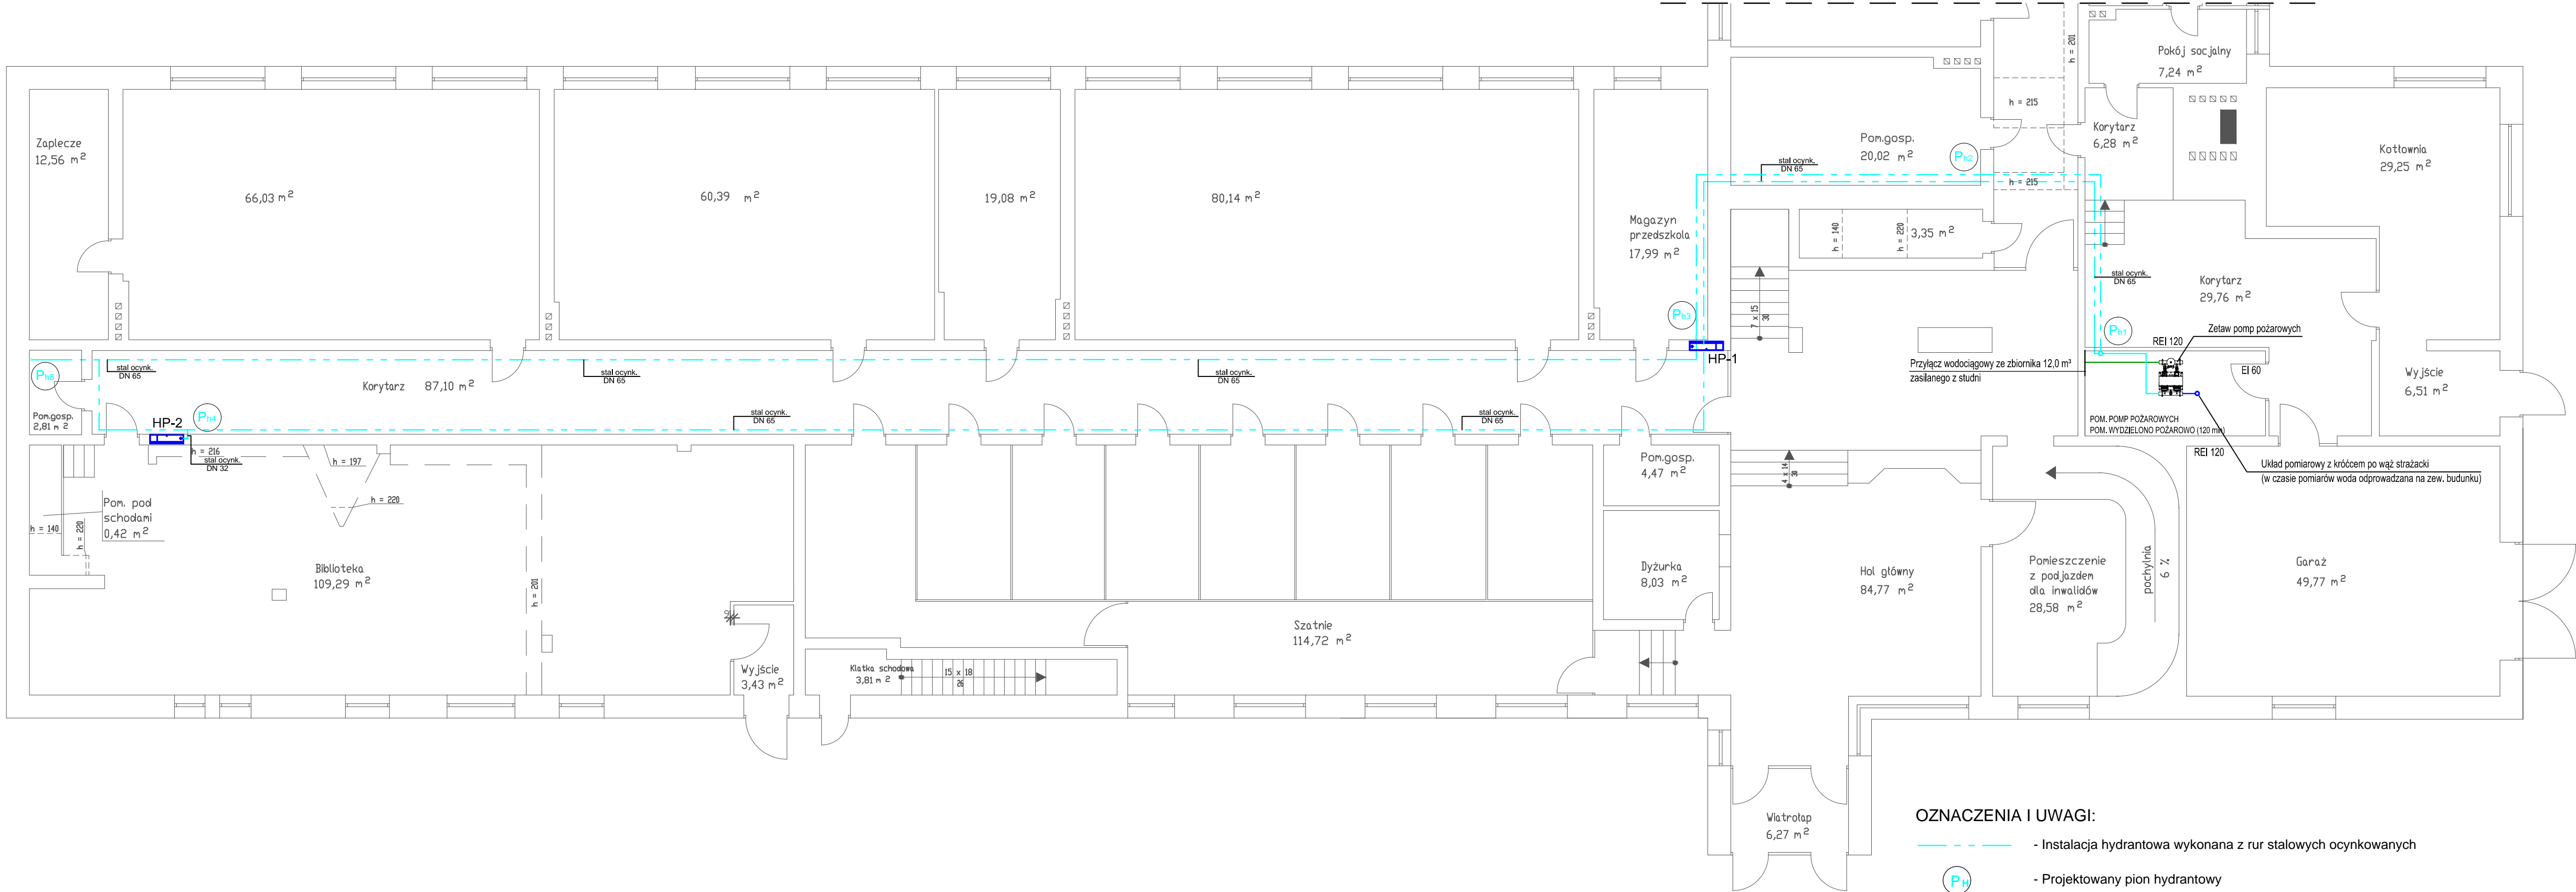 Zaplecze
12,56 m²
66,03 m²
60,39 m²
19,08 m²
80,14 m²
Magazyn
przedszkola
17,99 m²
Pom.gosp.
20,02 m²
Ph2
stal ocynk.
DN 65
h = 201
h = 215
h = 215
h = 140
h = 220
3,35 m²
Pokój socjalny
7,24 m²
Korytarz
6,28 m²
Kotłownia
29,25 m²
Korytarz
29,76 m²
stal ocynk.
DN 65
Ph1
Ph3
7 x 15
30
HP-1
Zetaw pomp pożarowych
REI 120
EI 60
Przyłącz wodociągowy ze zbiornika 12,0 m³
zasilanego z studni
Wyjście
6,51 m²
POM. POMP POŻAROWYCH
POM. WYDZIELONO POŻAROWO (120 min)
REI 120
Układ pomiarowy z króćcem po wąż strażacki
(w czasie pomiarów woda odprowadzana na zew. budunku)
Ph5
stal ocynk.
DN 65
Korytarz 87,10 m²
stal ocynk.
DN 65
stal ocynk.
DN 65
Pom.gosp.
2,81 m²
HP-2
Ph4
stal ocynk.
DN 65
stal ocynk.
DN 65
h = 216
stal ocynk.
DN 32
h = 197
h = 220
Pom. pod
schodami
0,42 m²
h = 140
h = 220
Biblioteka
109,29 m²
h = 201
Wyjście
3,43 m²
Klatka schodowa
3,81 m²
15 x 18
26
Szatnie
114,72 m²
Pom.gosp.
4,47 m²
Dyżurka
8,03 m²
4 x 14
30
Hol główny
84,77 m²
Pomieszczenie
z podjazdem
dla inwalidów
28,58 m²
pochylnia
6 %
Garaż
49,77 m²
Wiatrołap
6,27 m²
OZNACZENIA I UWAGI:
- Instalacja hydrantowa wykonana z rur stalowych ocynkowanych
PH
- Projektowany pion hydrantowy